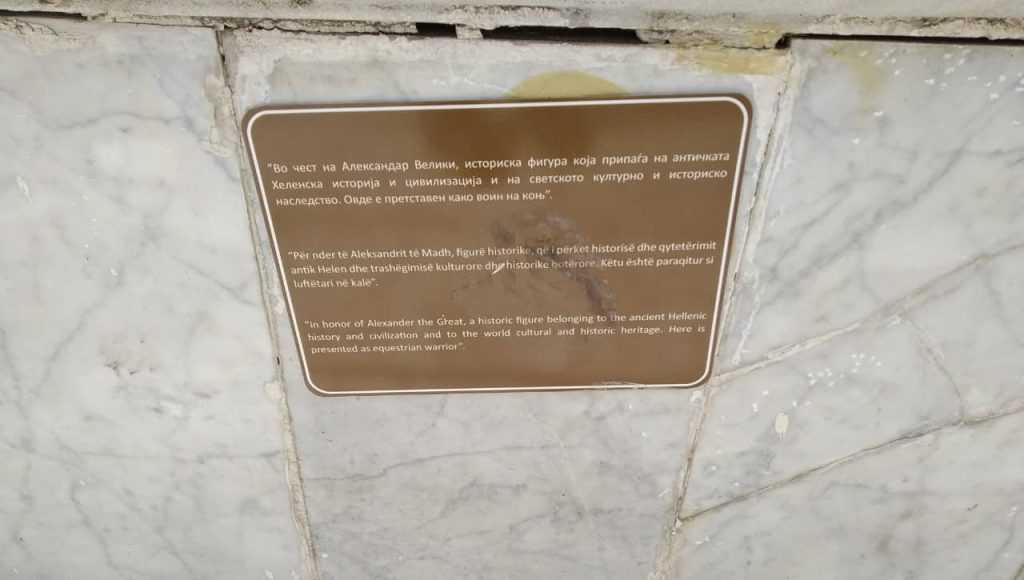 "Во чест на Александар Велики, историска фигура која припаѓа на античката
Хеленска историја и цивилизација и на светското културно и историско
наследство. Овде е претставен како воин на коњ".
"Për nder të Aleksandrit të Madh, figurë historike, që i përket historisë dhe qytetërimit
antik Helen dhe trashëgimisë kulturore dhe historike botërore. Këtu është paraqitur si
luftëtari në kalë".
"In honor of Alexander the Great, a historic figure belonging to the ancient Hellenic
history and civilization and to the world cultural and historic heritage. Here is
presented as equestrian warrior".